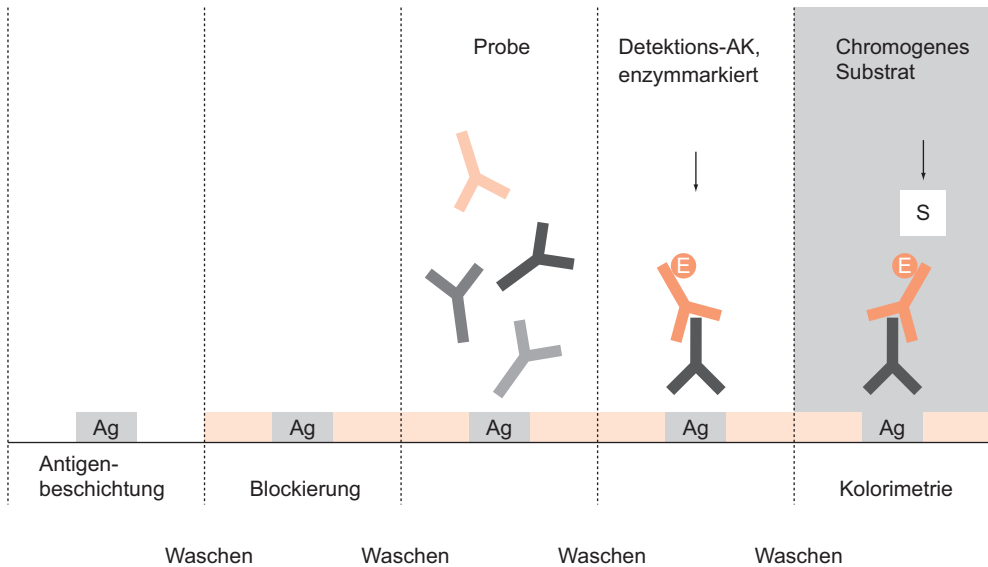 Probe
Detektions-AK,
enzymmarkiert
Chromogenes
Substrat
S
E
E
Ag
Ag
Ag
Ag
Ag
Antigen-
beschichtung
Blockierung
Kolorimetrie
Waschen
Waschen
Waschen
Waschen